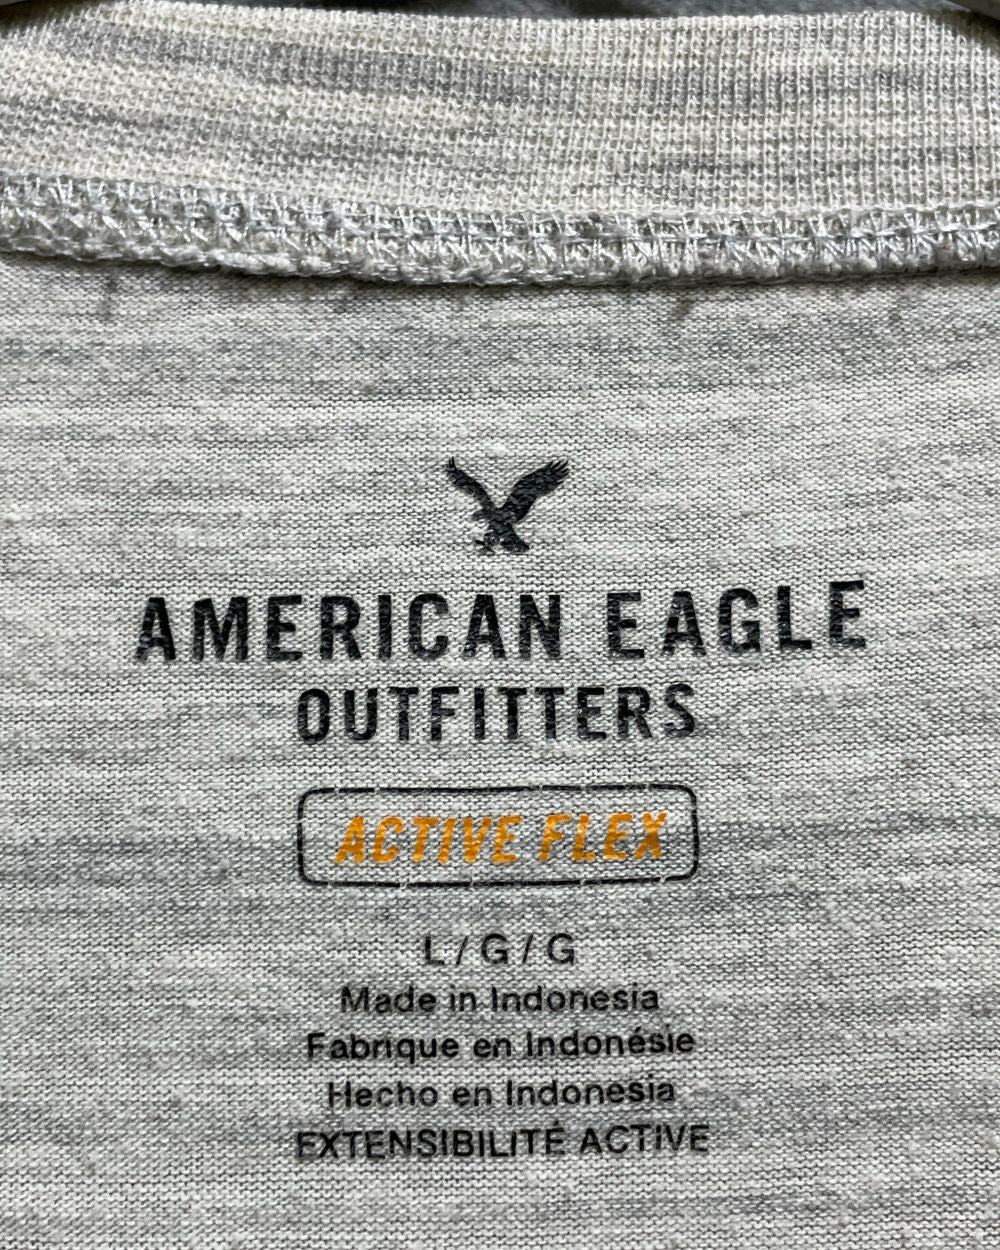 AMERICAN EAGLE
OUTFITTERS
ACTIVE FLEX
L / G / G
Made in Indonesia
Fabrique en Indonésie
Hecho en Indonesia
EXTENSIBILITÉ ACTIVE